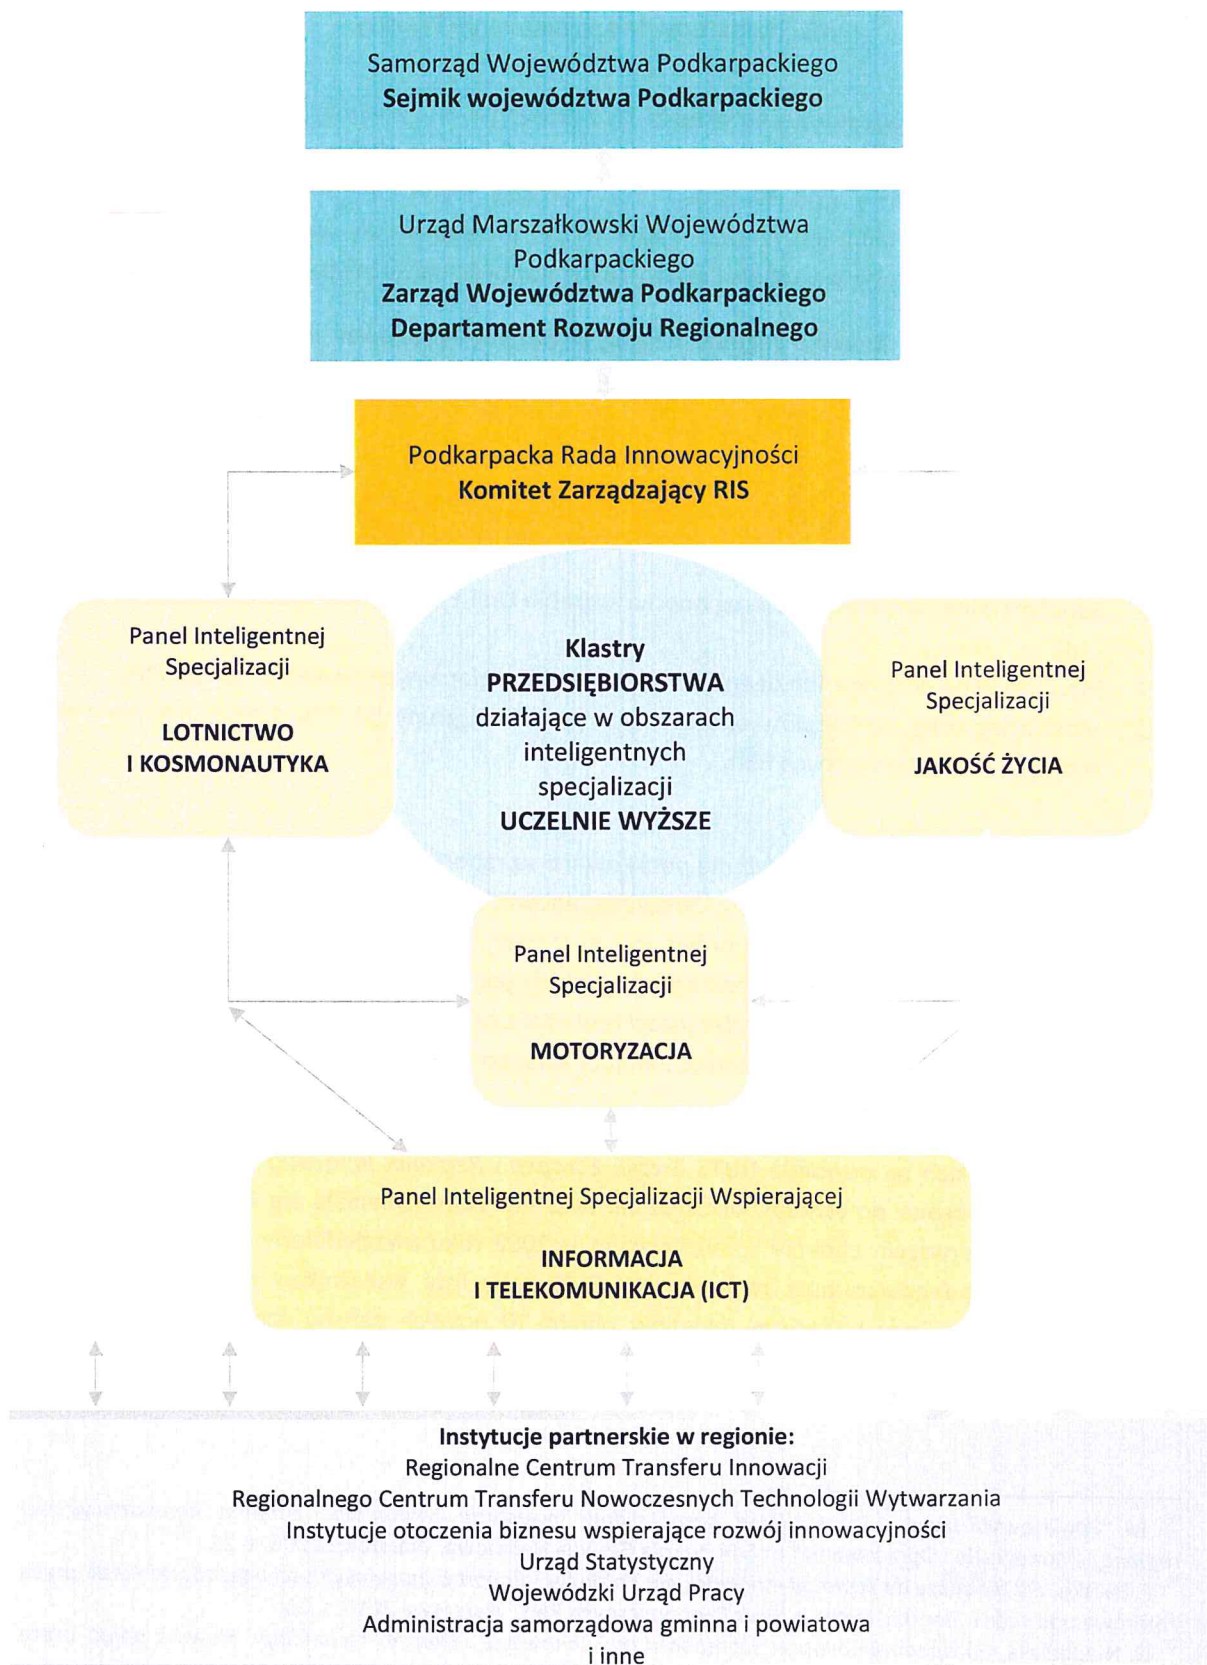 Samorząd Województwa Podkarpackiego
Sejmik województwa Podkarpackiego
Urząd Marszałkowski Województwa
Podkarpackiego
Zarząd Województwa Podkarpackiego
Departament Rozwoju Regionalnego
Podkarpacka Rada Innowacyjności
Komitet Zarządzający RIS
Panel Inteligentnej
Specjalizacji
LOTNICTWO
I KOSMONAUTYKA
Klastry
PRZEDSIĘBIORSTWA
działające w obszarach
inteligentnych
specjalizacji
UCZELNIE WYŻSZE
Panel Inteligentnej
Specjalizacji
JAKOŚĆ ŻYCIA
Panel Inteligentnej
Specjalizacji
MOTORYZACJA
Panel Inteligentnej Specjalizacji Wspierającej
INFORMACJA
I TELEKOMUNIKACJA (ICT)
Instytucje partnerskie w regionie:
Regionalne Centrum Transferu Innowacji
Regionalnego Centrum Transferu Nowoczesnych Technologii Wytwarzania
Instytucje otoczenia biznesu wspierające rozwój innowacyjności
Urząd Statystyczny
Wojewódzki Urząd Pracy
Administracja samorządowa gminna i powiatowa
i inne